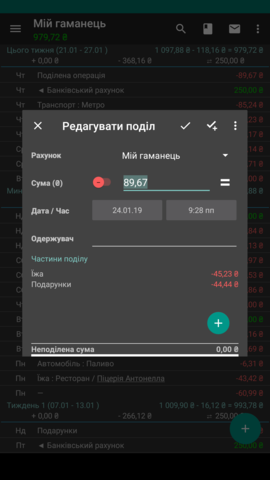 Мій гаманець
979,72 ₴
Цього тижня (21.01 - 27.01) 1 097,88 - 118,16 = 979,72 ₴
+ 0,00 ₴ - 368,16 ₴ 250,00 ₴
Чт Поділена операція -89,67 ₴
Чт ◄ Банківський рахунок 250,00 ₴
Чт Транспорт : Метро -85,24 ₴
Редагувати поділ
Рахунок Мій гаманець
Сума (₴) 89,67 =
Дата / Час 24.01.19 9:28 пп
Одержувач
Частини поділу
Їжа -45,23 ₴
Подарунки -44,44 ₴
Неподілена сума 0,00 ₴
Пн Автомобіль : Паливо -6,31 ₴
Пн Їжа : Ресторан / Піцерія Антонелла -43,42 ₴
Пн — -60,99 ₴
Тиждень 1 (07.01 - 13.01) 1 009,90 - 16,12 = 993,78 ₴
+ 0,00 ₴ - 266,12 ₴ 250,00 ₴
Нд Подарунки
Пт ◄ Банківський рахунок